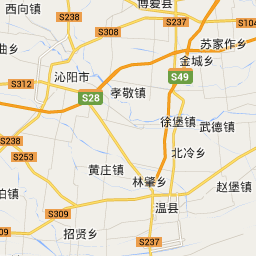 西向镇
S238
博爱县
S237
S104
苏家作乡
曲乡
金城乡
S312
沁阳市
S49
S28
孝敬镇
徐堡镇
武德镇
S238
北冷乡
S253
黄庄镇
林肇乡
赵堡镇
泊镇
S309
温县
S309
招贤乡
S237